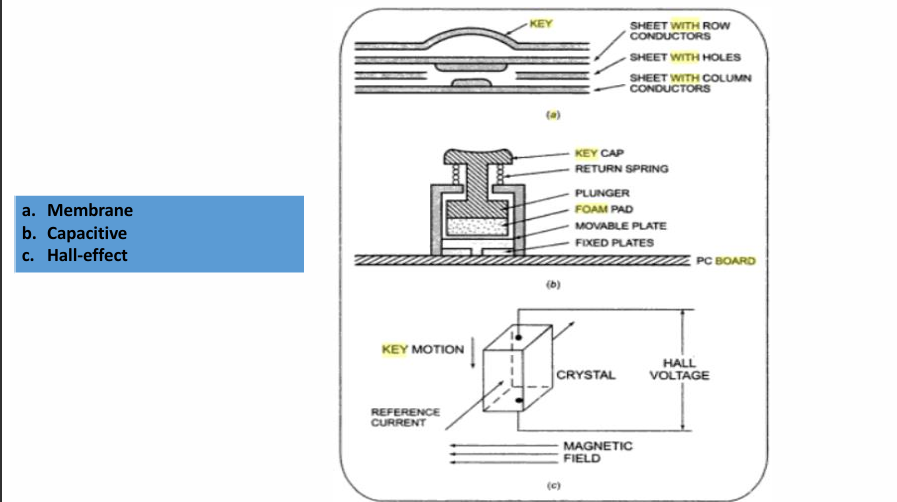 a. Membrane
b. Capacitive
c. Hall-effect
KEY
SHEET WITH ROW
CONDUCTORS
SHEET WITH HOLES
SHEET WITH COLUMN
CONDUCTORS
(a)
KEY CAP
RETURN SPRING
PLUNGER
FOAM PAD
MOVABLE PLATE
FIXED PLATES
PC BOARD
(b)
KEY MOTION
CRYSTAL
HALL
VOLTAGE
REFERENCE
CURRENT
MAGNETIC
FIELD
(c)